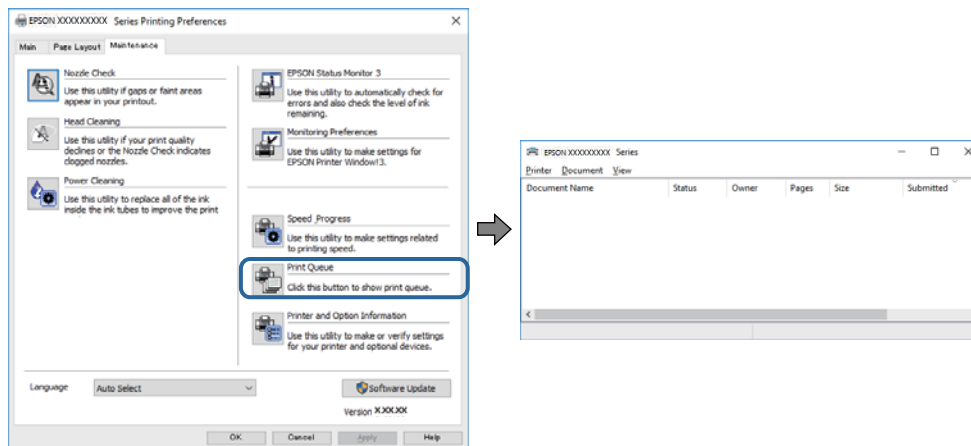 EPSON XXXXXXXXX Series Printing Preferences
Main Page Layout Maintenance
Nozzle Check
Use this utility if gaps or faint areas
appear in your printout.
Head Cleaning
Use this utility if your print quality
declines or the Nozzle Check indicates
clogged nozzles.
Power Cleaning
Use this utility to replace all of the ink
inside the ink tubes to improve the print
EPSON Status Monitor 3
Use this utility to automatically check for
errors and also check the level of ink
remaining.
Monitoring Preferences
Use this utility to make settings for
EPSON Printer Window!3.
Speed_Progress
Use this utility to make settings related
to printing speed.
Print Queue
Click this button to show print queue.
Printer and Option Information
Use this utility to make or verify settings
for your printer and optional devices.
Language Auto Select
Software Update
Version X.XX.XX
OK Cancel Apply Help
EPSON XXXXXXXXX Series
Printer Document View
Document Name Status Owner Pages Size Submitted